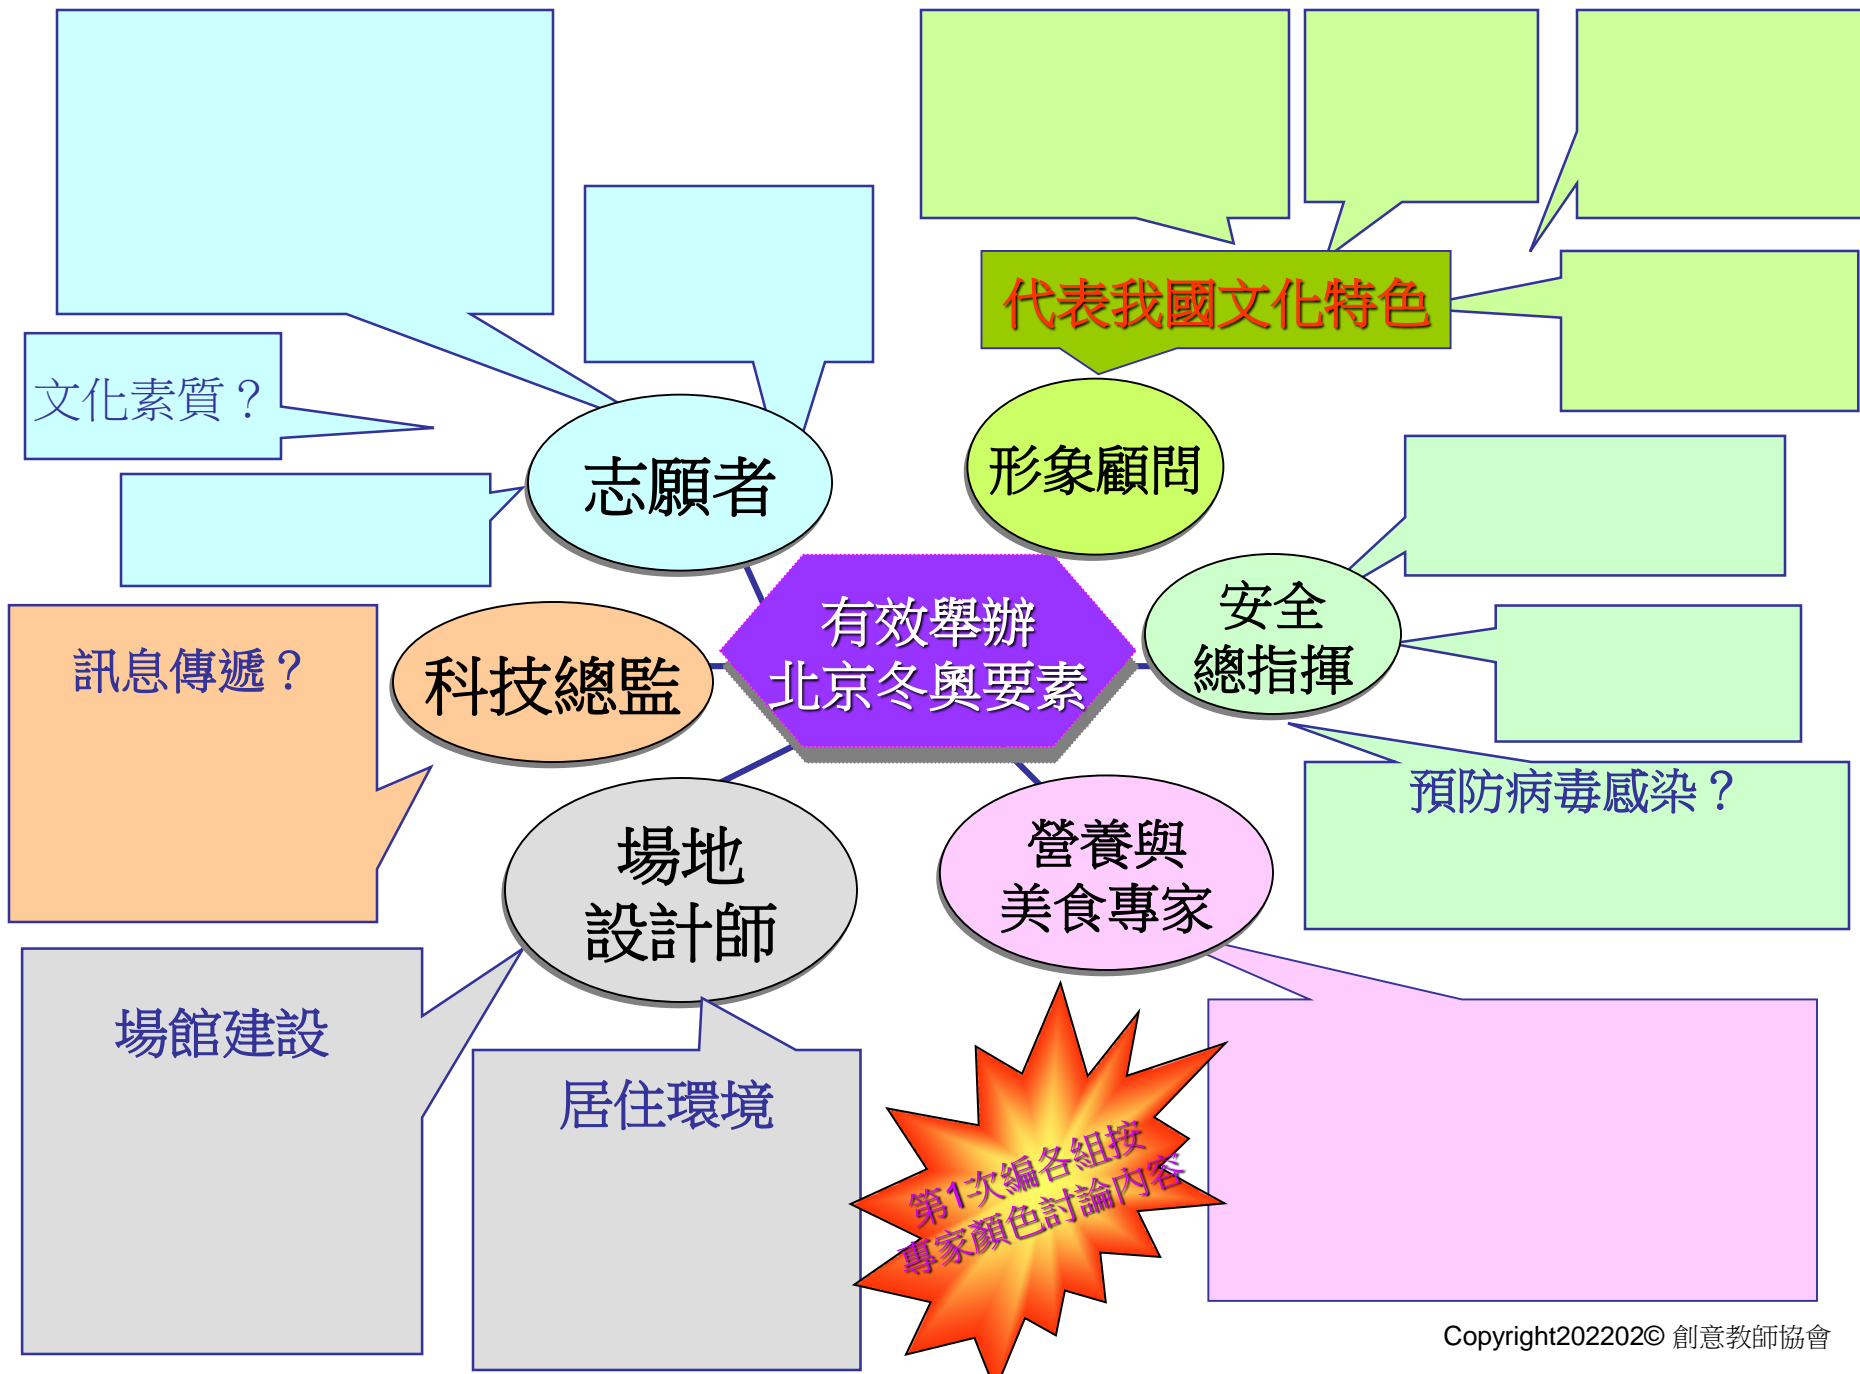 代表我國文化特色
文化素質？
志願者
形象顧問
有效舉辦
北京冬奧要素
安全
總指揮
訊息傳遞？
科技總監
預防病毒感染？
場地
設計師
營養與
美食專家
場館建設
居住環境
第1次編各組按
專家顏色討論內容
Copyright202202© 創意教師協會